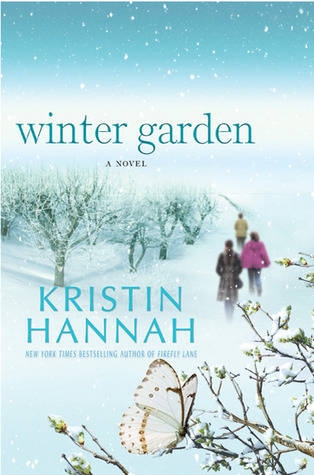 winter garden
A NOVEL
KRISTIN
HANNAH
NEW YORK TIMES BESTSELLING AUTHOR OF FIREFLY LANE